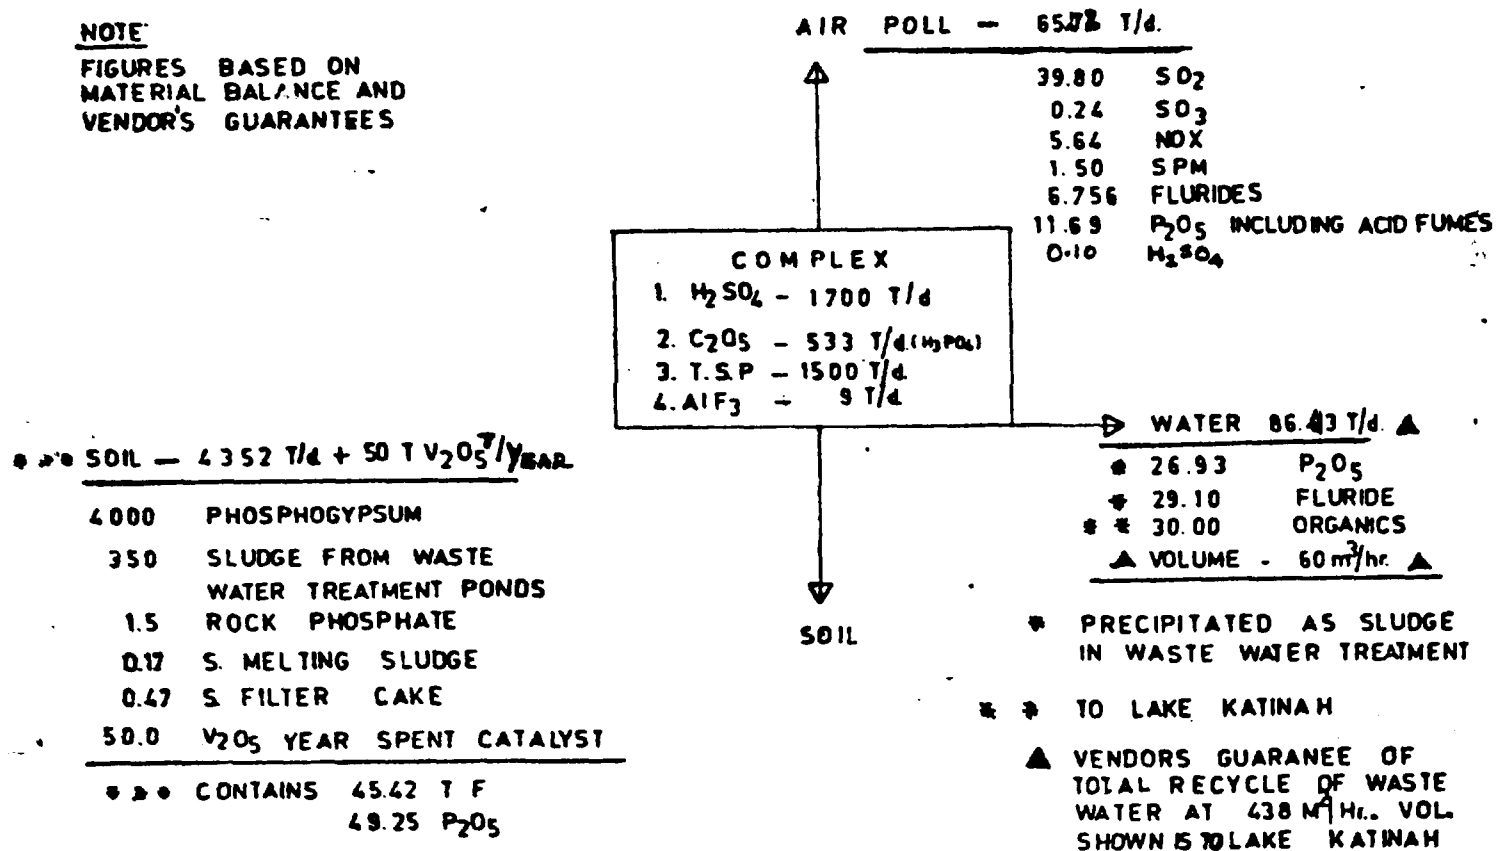 NOTE
FIGURES BASED ON
MATERIAL BALANCE AND
VENDOR'S GUARANTEES
AIR POLL – T/d.
39.80 SO2
0.24 SO3
5.64 NOX
1.50 SPM
6.756 FLURIDES
11.69 P2O5 INCLUDING ACID FUMES
0.10 H2SO4
COMPLEX
1. H2SO4 – 1700 T/d
2. C2O5 – 533 T/d.(H3PO4)
3. T.S.P – 1500 T/d.
4. AlF3 – 9 T/d.
WATER T/d. ▲
* 26.93 P2O5
* 29.10 FLURIDE
* * 30.00 ORGANICS
▲ VOLUME - 60 m3/hr. ▲
* PRECIPITATED AS SLUDGE
IN WASTE WATER TREATMENT
* * TO LAKE KATINAH
▲ VENDORS GUARANEE OF
TOTAL RECYCLE OF WASTE
WATER AT 438 Hr.. VOL.
SHOWN IS TO LAKE KATINAH
SOIL
* * * SOIL – 4352 T/d + 50 T V2O5 /YEAR
4000 PHOSPHOGYPSUM
350 SLUDGE FROM WASTE
WATER TREATMENT PONDS
1.5 ROCK PHOSPHATE
0.17 S. MELTING SLUDGE
0.47 S. FILTER CAKE
50.0 V2O5 YEAR SPENT CATALYST
* * * CONTAINS 45.42 T F
49.25 P2O5